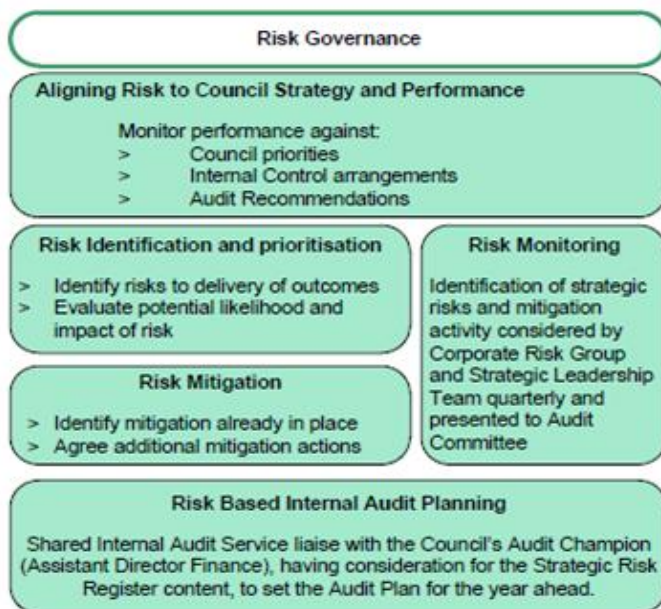 Risk Governance
Aligning Risk to Council Strategy and Performance
Monitor performance against:
> Council priorities
> Internal Control arrangements
> Audit Recommendations
Risk Identification and prioritisation
> Identify risks to delivery of outcomes
> Evaluate potential likelihood and
impact of risk
Risk Mitigation
> Identify mitigation already in place
> Agree additional mitigation actions
Risk Monitoring
Identification of strategic
risks and mitigation
activity considered by
Corporate Risk Group
and Strategic Leadership
Team quarterly and
presented to Audit
Committee
Risk Based Internal Audit Planning
Shared Internal Audit Service liaise with the Council's Audit Champion
(Assistant Director Finance), having consideration for the Strategic Risk
Register content, to set the Audit Plan for the year ahead.